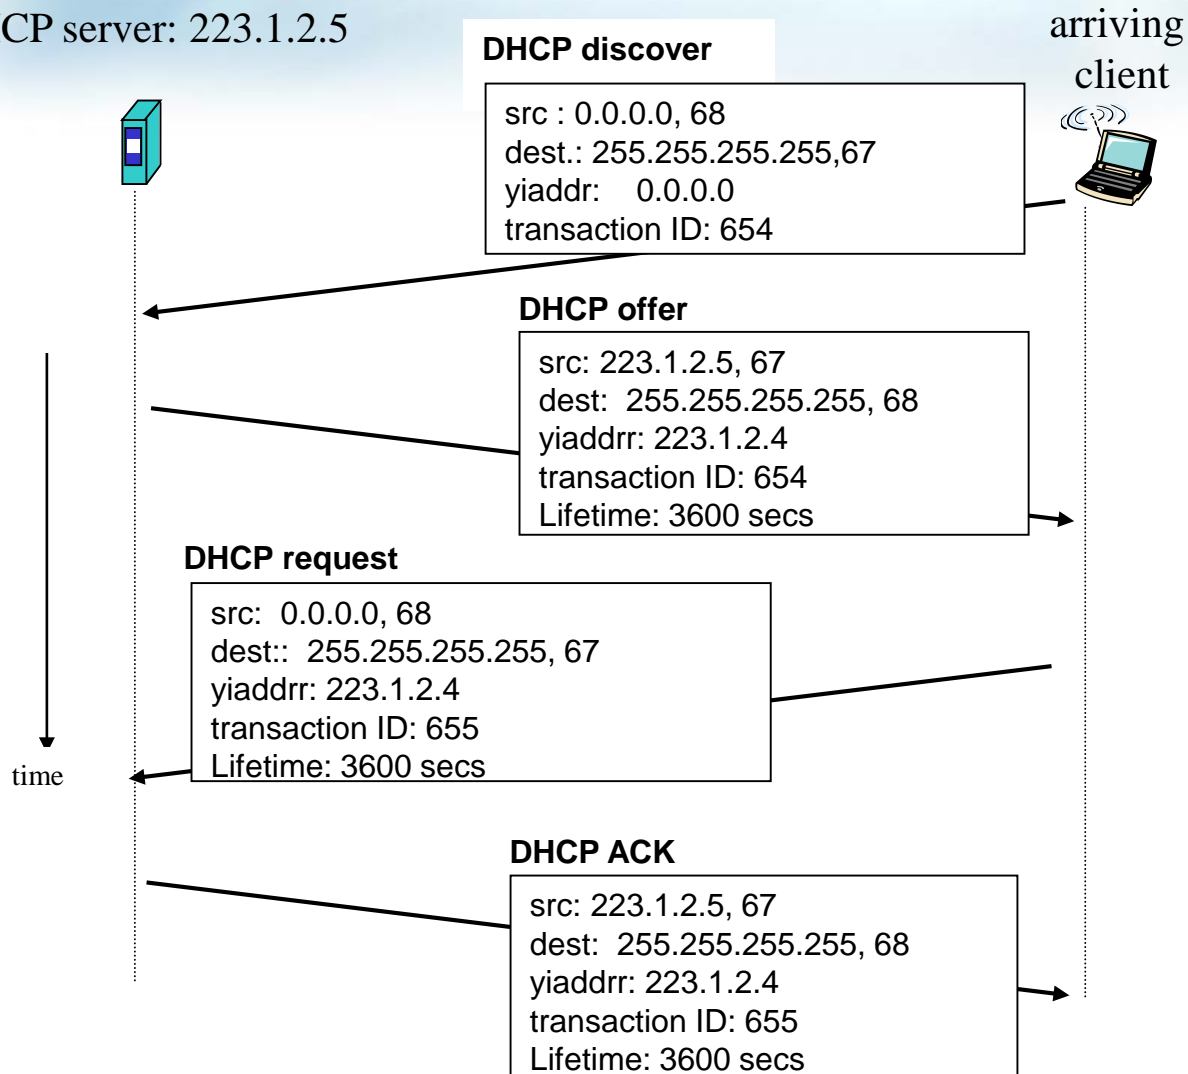 CP server: 223.1.2.5
arriving
client
DHCP discover
src : 0.0.0.0, 68
dest.: 255.255.255.255,67
yiaddr: 0.0.0.0
transaction ID: 654
DHCP offer
src: 223.1.2.5, 67
dest: 255.255.255.255, 68
yiaddrr: 223.1.2.4
transaction ID: 654
Lifetime: 3600 secs
DHCP request
src: 0.0.0.0, 68
dest:: 255.255.255.255, 67
yiaddrr: 223.1.2.4
transaction ID: 655
Lifetime: 3600 secs
time
DHCP ACK
src: 223.1.2.5, 67
dest: 255.255.255.255, 68
yiaddrr: 223.1.2.4
transaction ID: 655
Lifetime: 3600 secs